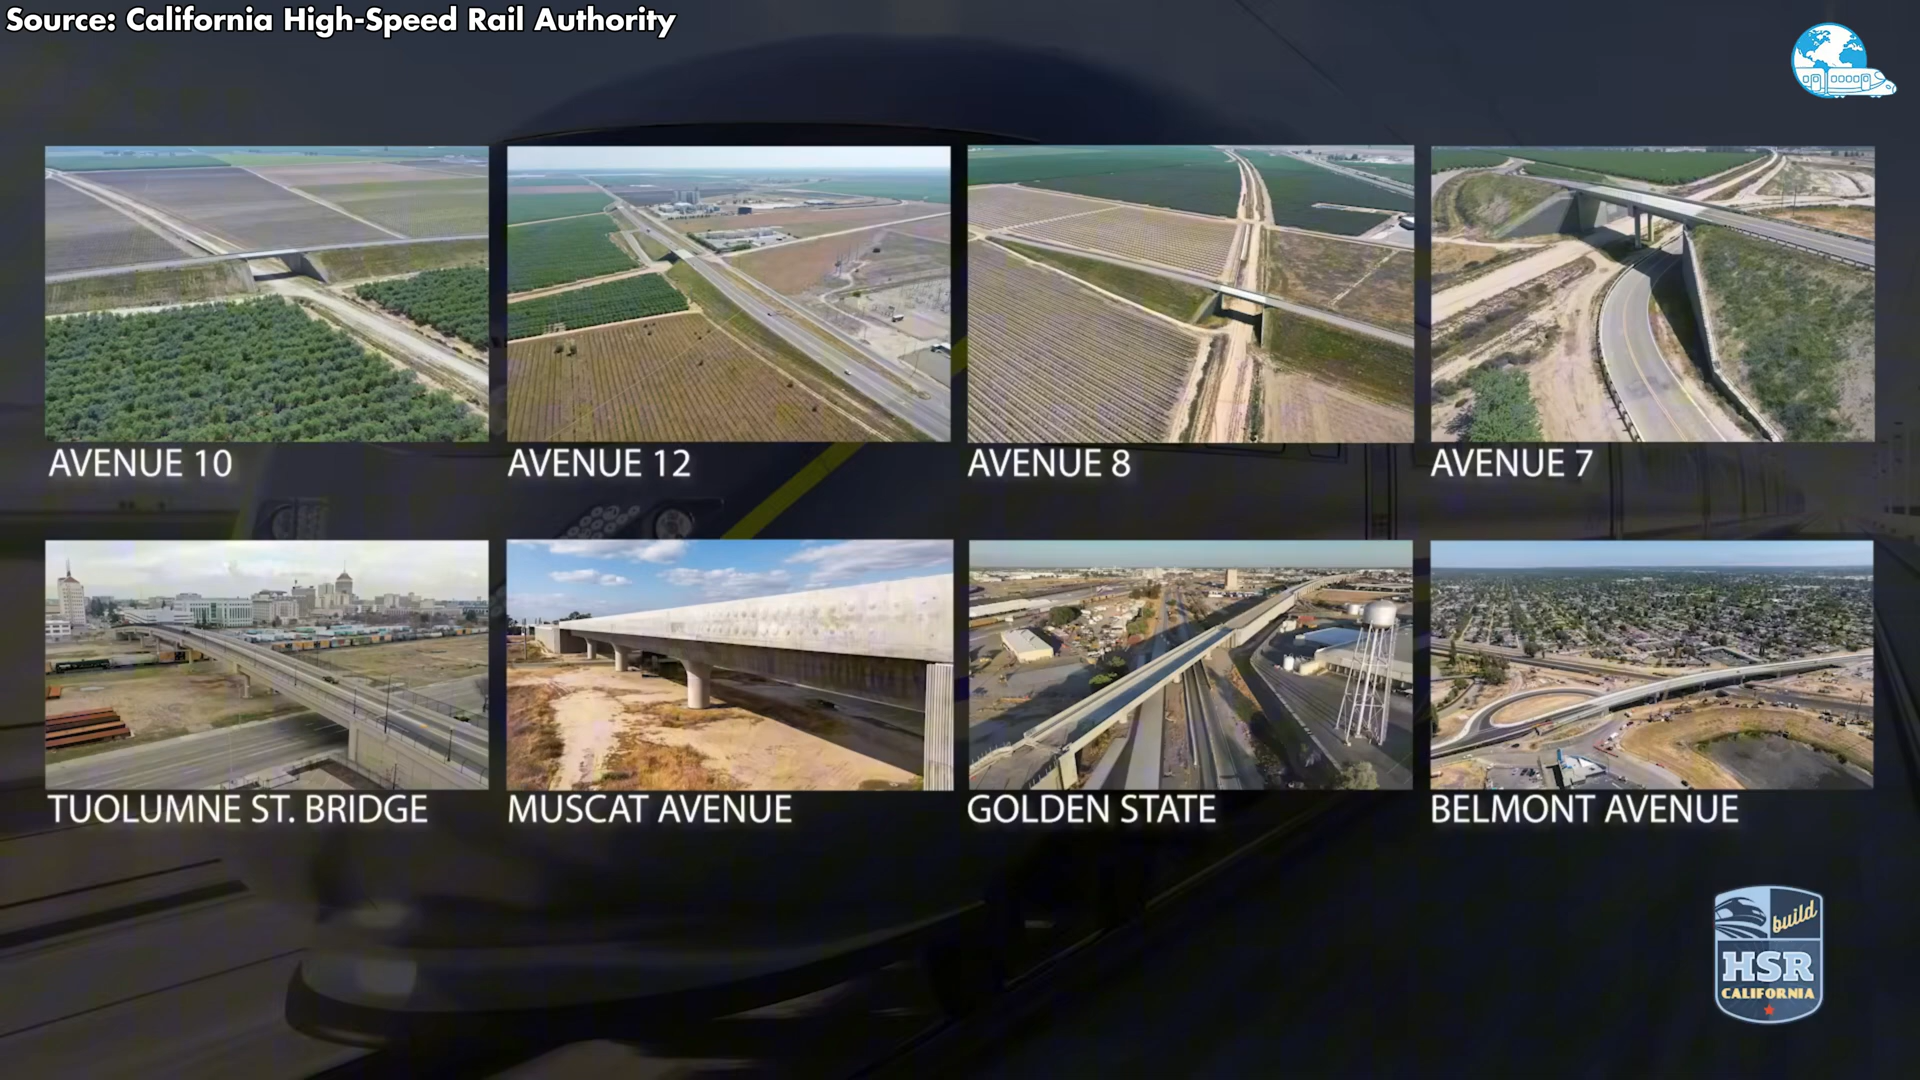 Source: California High-Speed Rail Authority
AVENUE 10
AVENUE 12
AVENUE 8
AVENUE 7
TUOLUMNE ST. BRIDGE
MUSCAT AVENUE
GOLDEN STATE
BELMONT AVENUE
build
HSR
CALIFORNIA